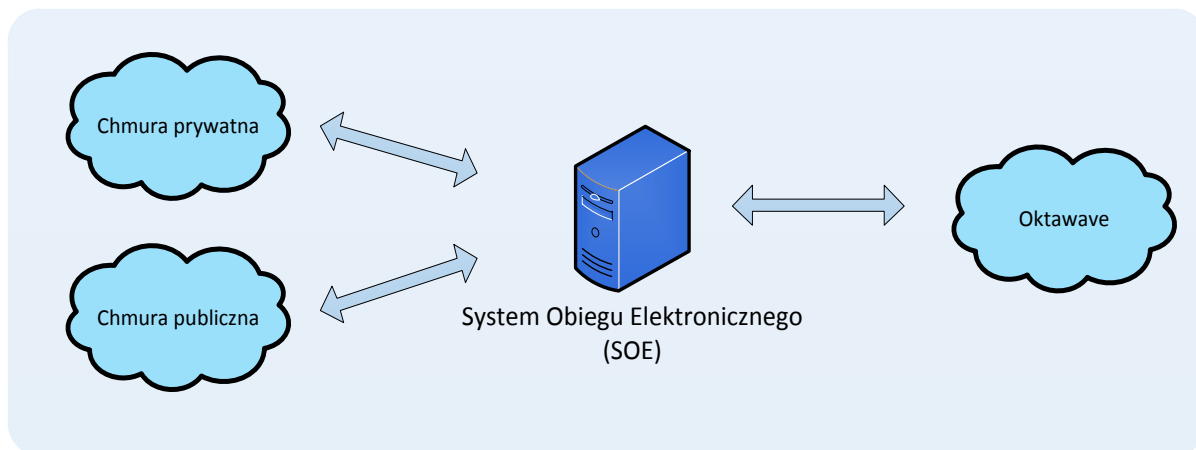 Chmura prywatna
Chmura publiczna
System Obiegu Elektronicznego
(SOE)
Oktawave